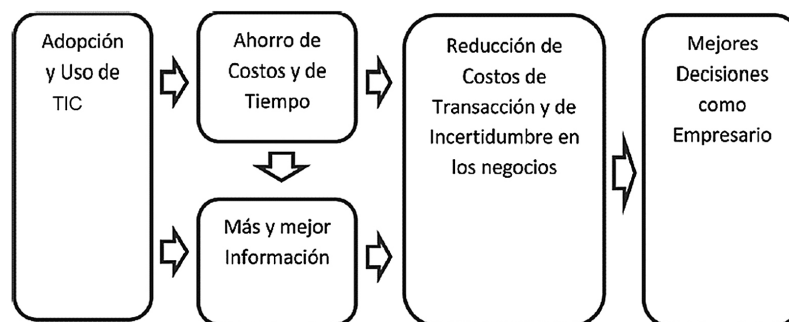 Adopción
y Uso de
TIC
Ahorro de
Costos y de
Tiempo
Más y mejor
Información
Reducción de
Costos de
Transacción y de
Incertidumbre en
los negocios
Mejores
Decisiones
como
Empresario